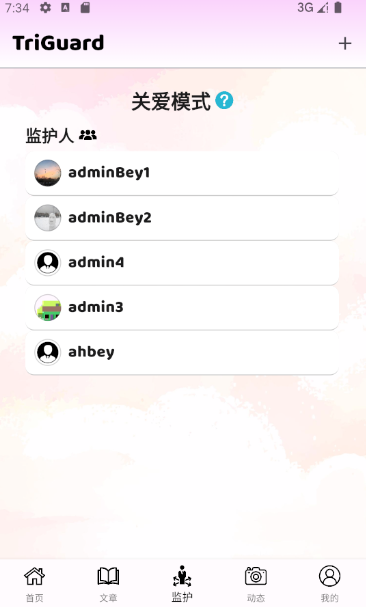 7:34 3G
TriGuard +
关爱模式 ?
监护人
adminBey1
adminBey2
admin4
admin3
ahbey
首页 文章 监护 动态 我的